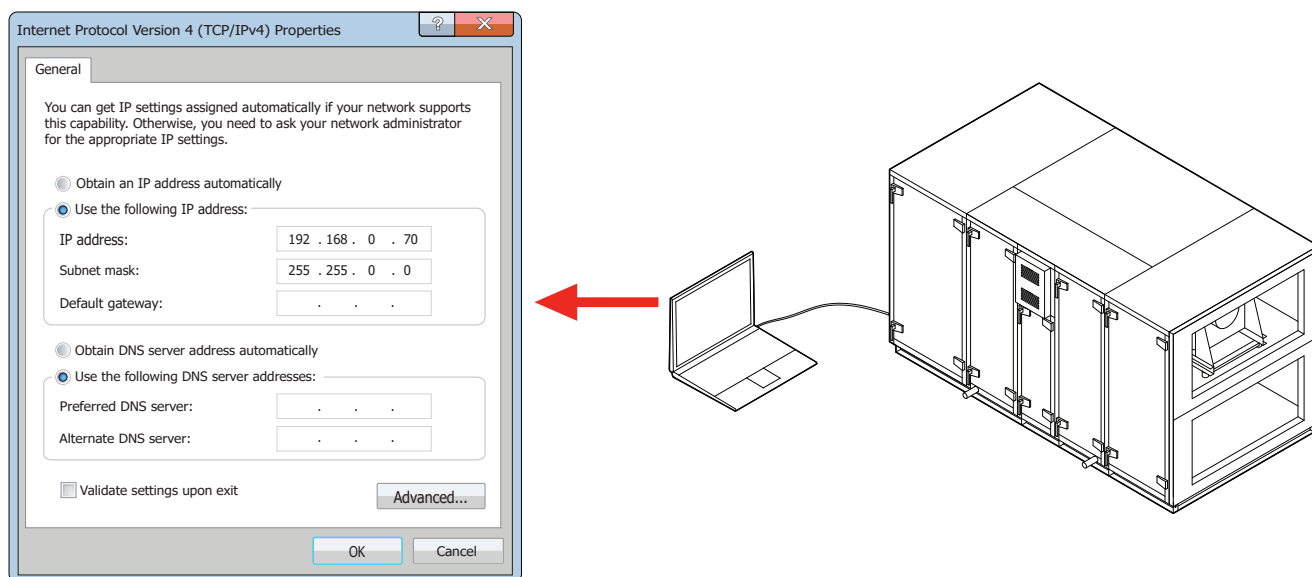 Internet Protocol Version 4 (TCP/IPv4) Properties
?
X
General
You can get IP settings assigned automatically if your network supports
this capability. Otherwise, you need to ask your network administrator
for the appropriate IP settings.
Obtain an IP address automatically
Use the following IP address:
IP address: 192 . 168 . 0 . 70
Subnet mask: 255 . 255 . 0 . 0
Default gateway: . . .
Obtain DNS server address automatically
Use the following DNS server addresses:
Preferred DNS server: . . .
Alternate DNS server: . . .
Validate settings upon exit
Advanced...
OK Cancel